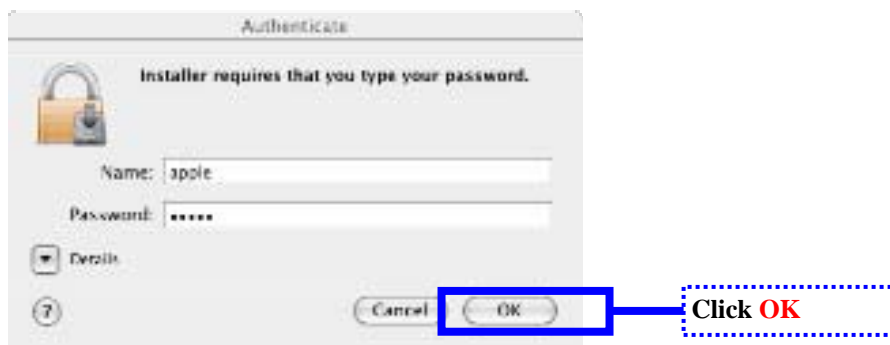 Authenticate
Installer requires that you type your password.
Name: apple
Password: •••••
Details
? Cancel OK
Click OK